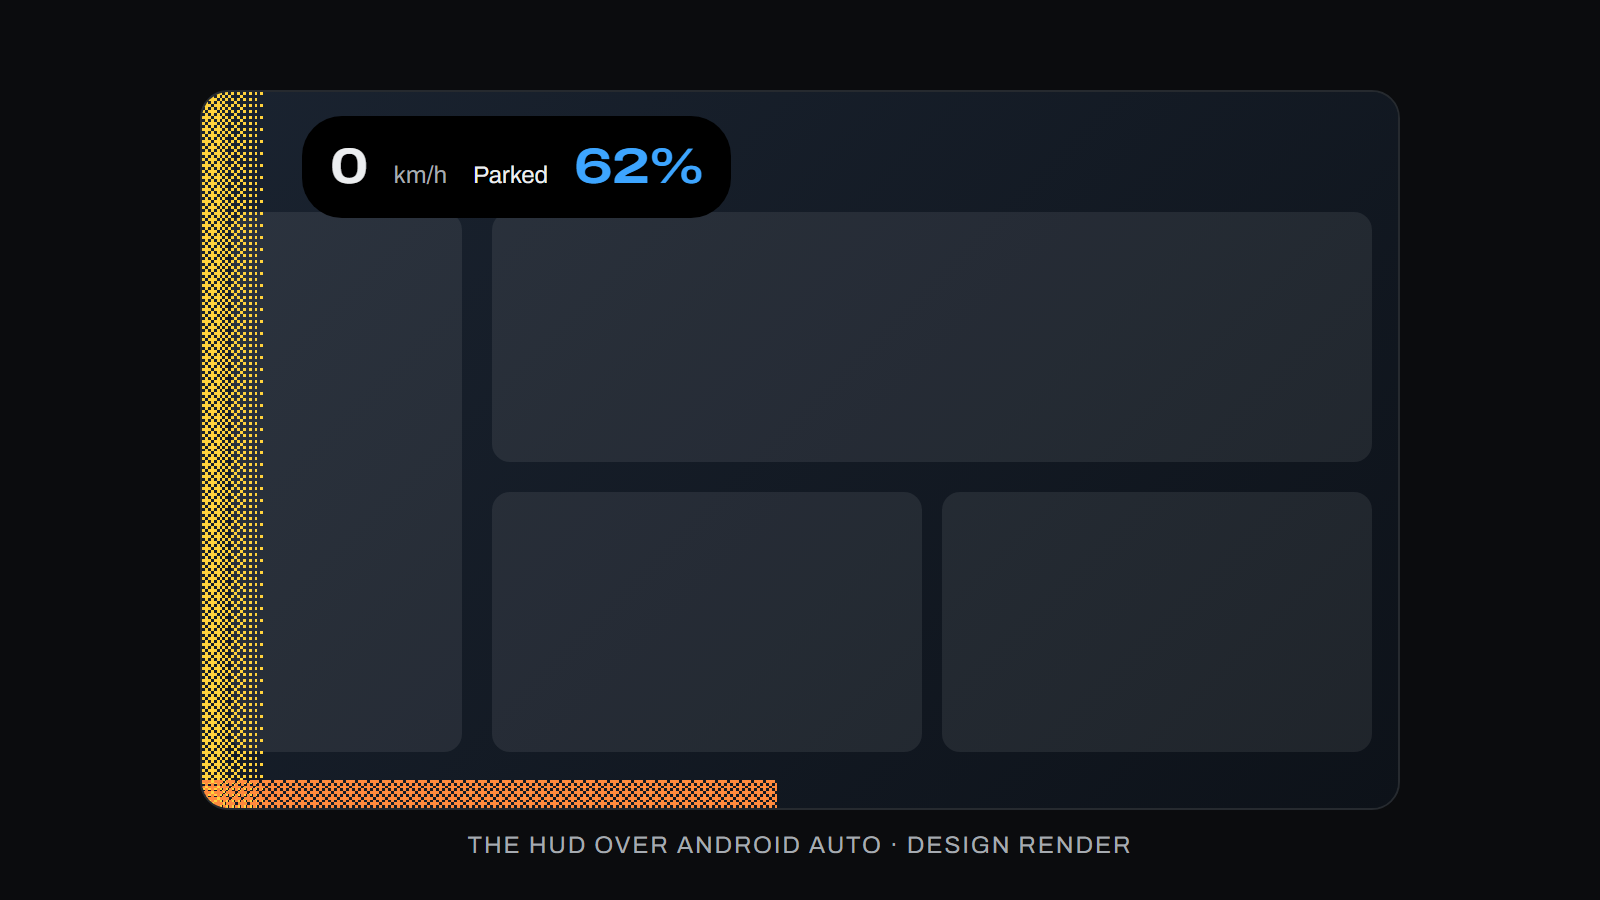 0 km/h Parked 62%
THE HUD OVER ANDROID AUTO · DESIGN RENDER